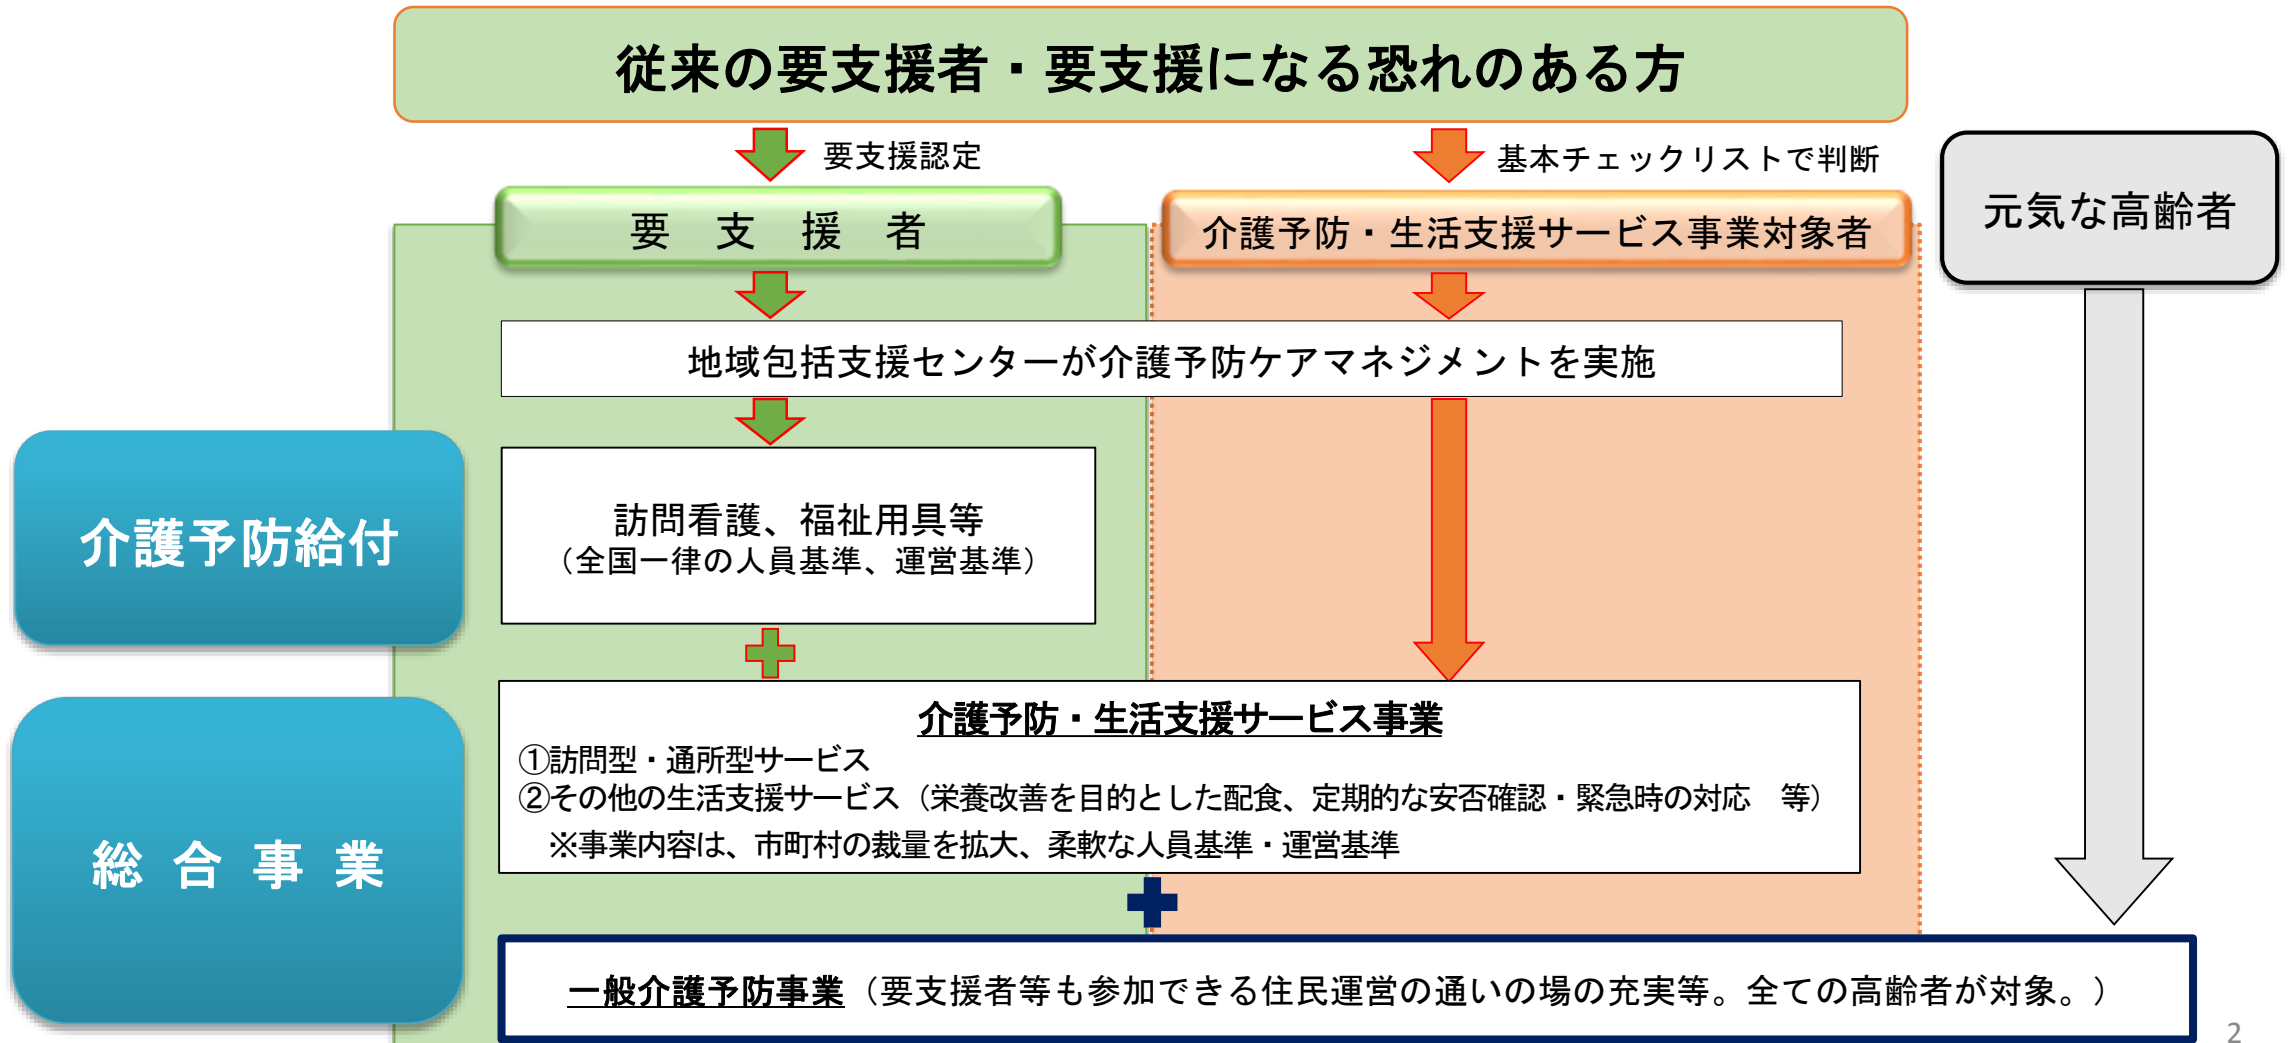 従来の要支援者・要支援になる恐れのある方
要支援認定
基本チェックリストで判断
要支援者
介護予防・生活支援サービス事業対象者
元気な高齢者
地域包括支援センターが介護予防ケアマネジメントを実施
介護予防給付
訪問看護、福祉用具等
（全国一律の人員基準、運営基準）
総合事業
介護予防・生活支援サービス事業
①訪問型・通所型サービス
②その他の生活支援サービス（栄養改善を目的とした配食、定期的な安否確認・緊急時の対応　等）
※事業内容は、市町村の裁量を拡大、柔軟な人員基準・運営基準
一般介護予防事業（要支援者等も参加できる住民運営の通いの場の充実等。全ての高齢者が対象。）
2